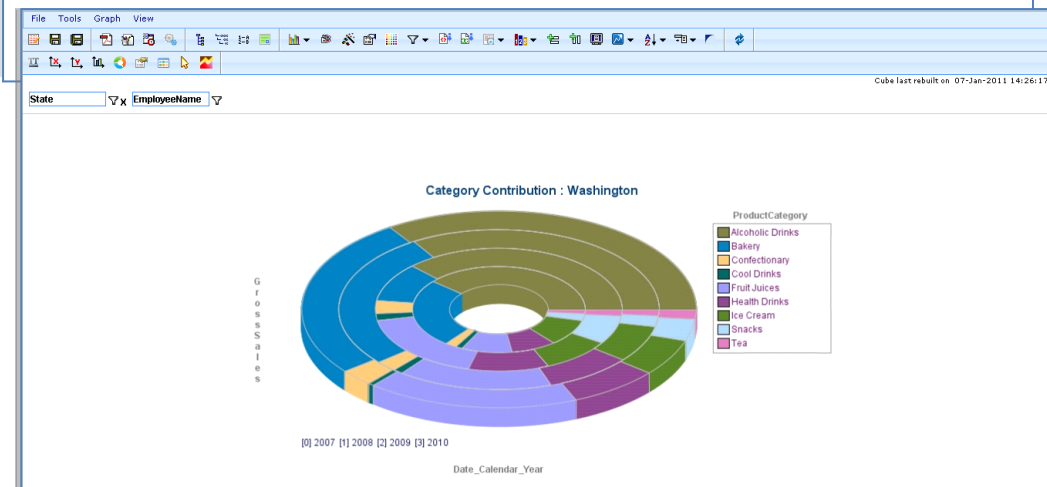 File Tools Graph View
Cube last rebuilt on 07-Jan-2011 14:26:17
State X EmployeeName
Category Contribution : Washington
ProductCategory
Alcoholic Drinks
Bakery
Confectionary
Cool Drinks
Fruit Juices
Health Drinks
Ice Cream
Snacks
Tea
GrossSales
[0] 2007 [1] 2008 [2] 2009 [3] 2010
Date_Calendar_Year